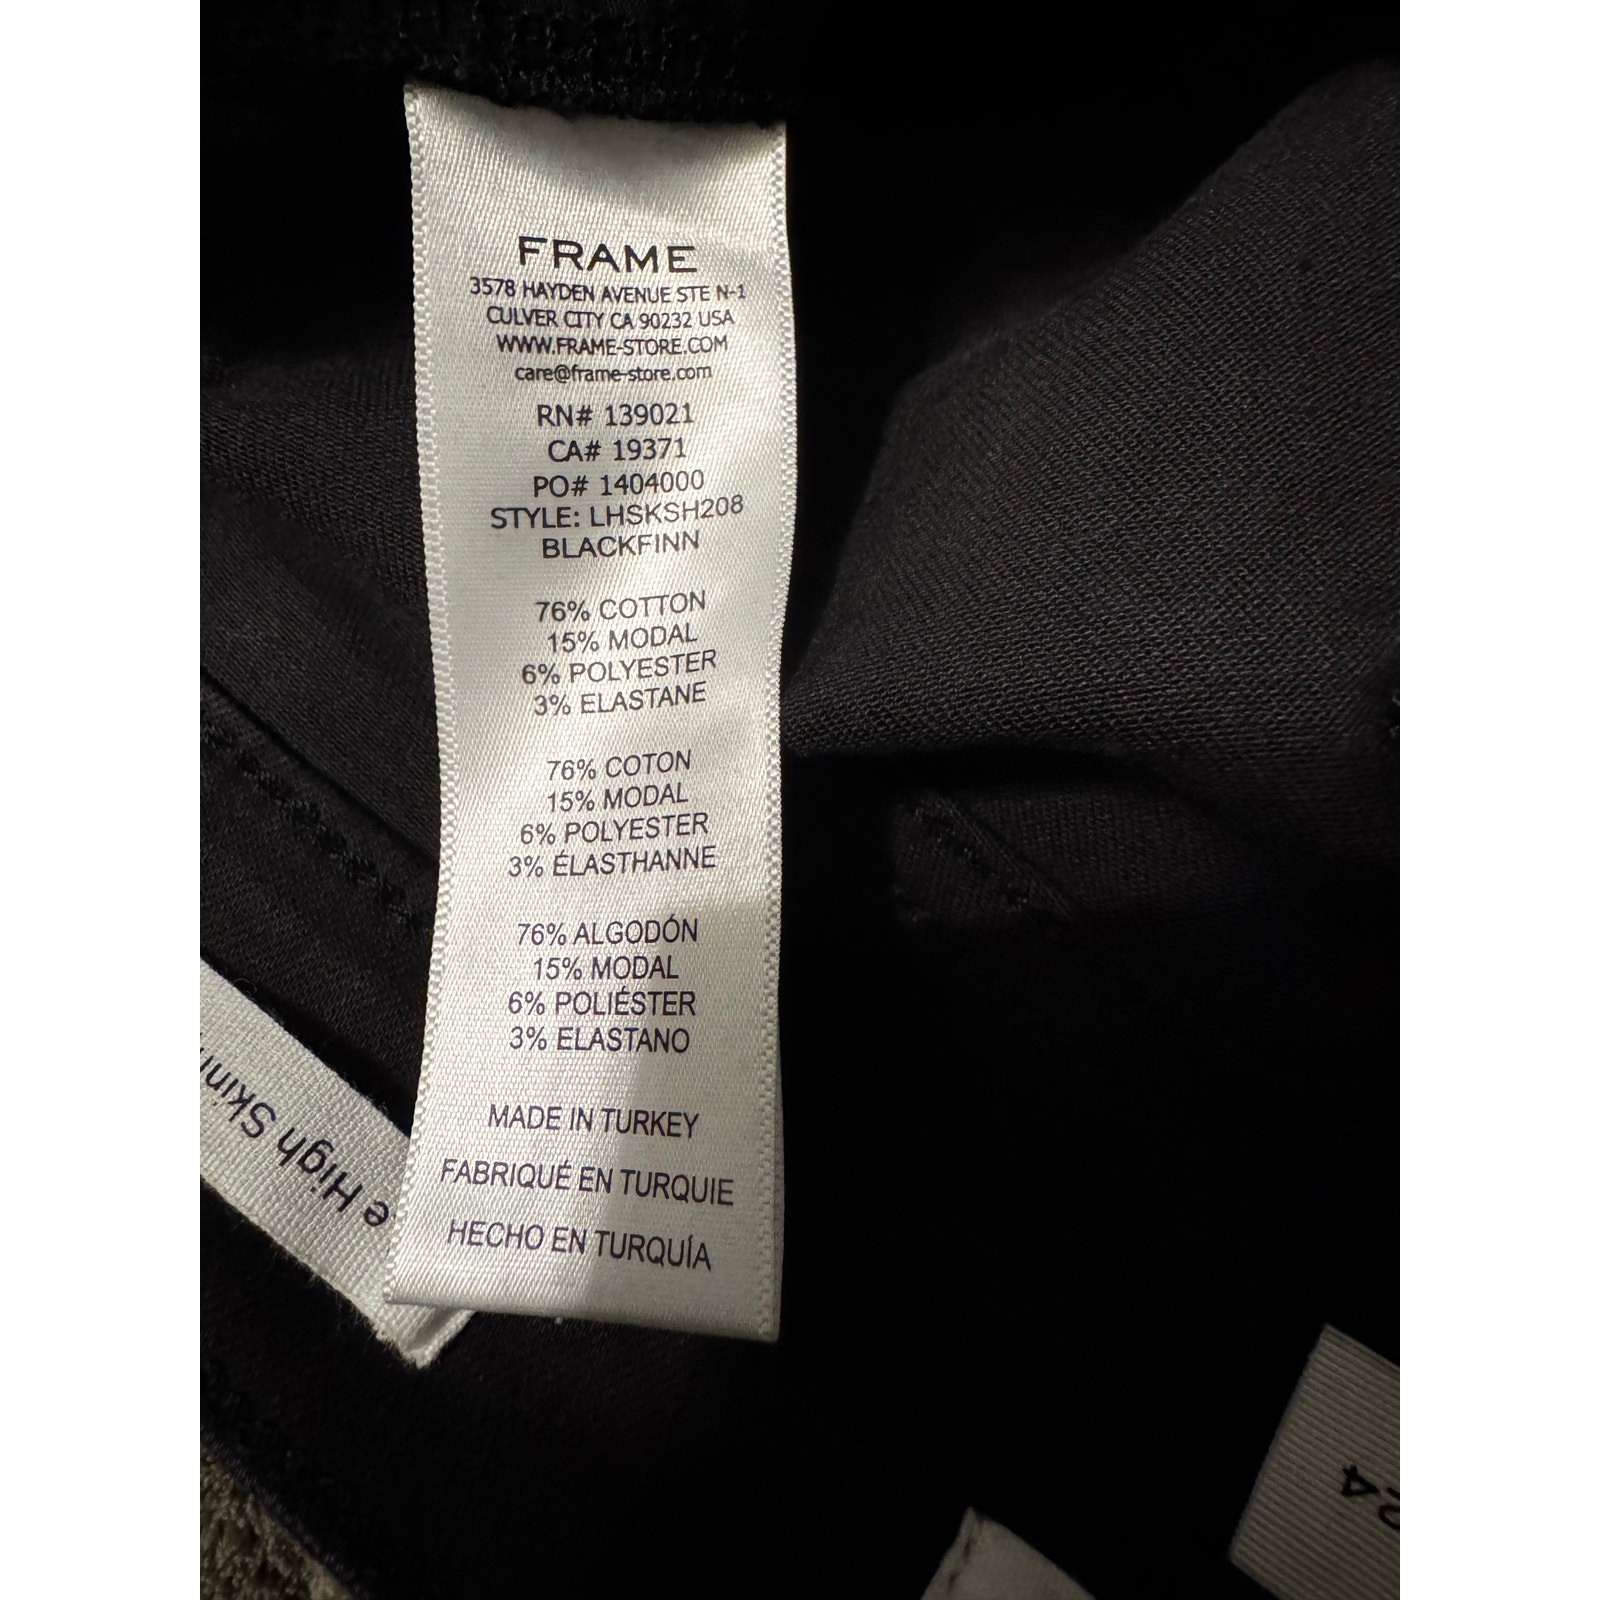 FRAME
3578 HAYDEN AVENUE STE N-1
CULVER CITY CA 90232 USA
WWW.FRAME-STORE.COM
care@frame-store.com
RN# 139021
CA# 19371
PO# 1404000
STYLE: LHSKSH208
BLACKFINN
76% COTTON
15% MODAL
6% POLYESTER
3% ELASTANE
76% COTON
15% MODAL
6% POLYESTER
3% ÉLASTHANNE
76% ALGODÓN
15% MODAL
6% POLIÉSTER
3% ELASTANO
MADE IN TURKEY
FABRIQUÉ EN TURQUIE
HECHO EN TURQUÍA
High
24